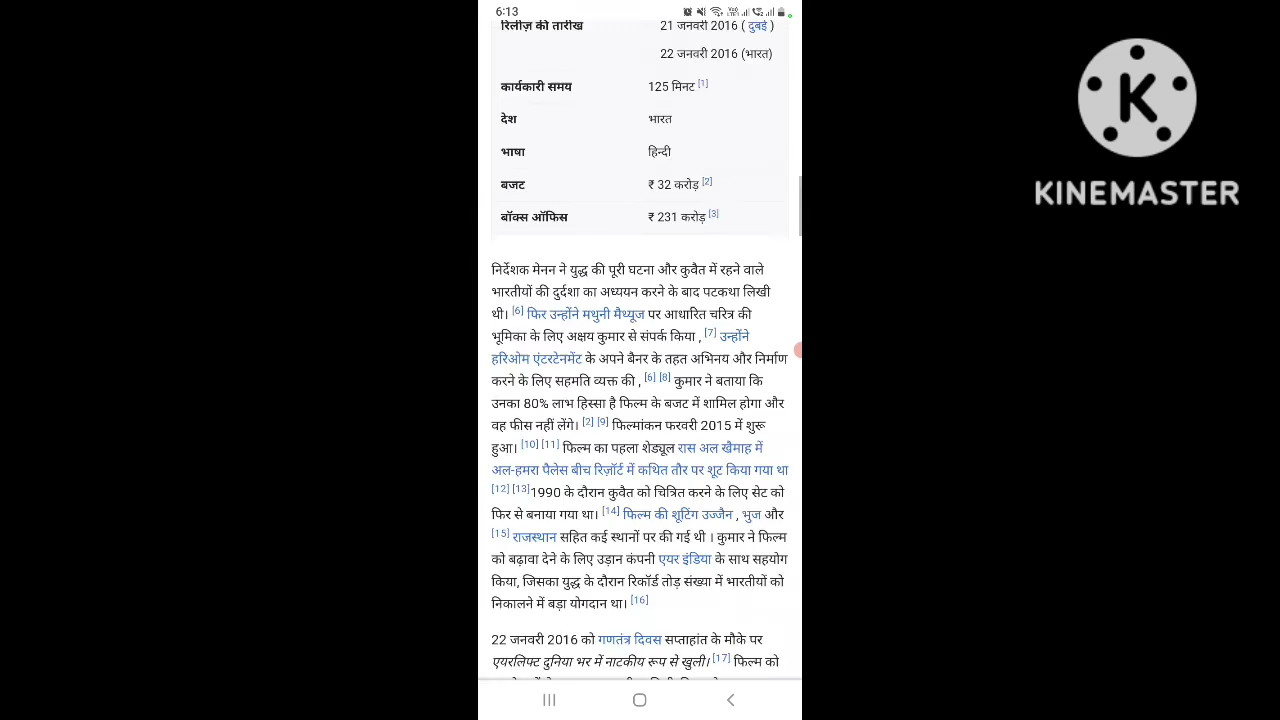 6:13
रिलीज़ की तारीख 21 जनवरी 2016 ( दुबई )
22 जनवरी 2016 (भारत)
कार्यकारी समय 125 मिनट [1]
देश भारत
भाषा हिन्दी
बजट ₹ 32 करोड़ [2]
बॉक्स ऑफिस ₹ 231 करोड़ [3]
निर्देशक मेनन ने युद्ध की पूरी घटना और कुवैत में रहने वाले
भारतीयों की दुर्दशा का अध्ययन करने के बाद पटकथा लिखी
थी। [6] फिर उन्होंने मथुनी मैथ्यूज पर आधारित चरित्र की
भूमिका के लिए अक्षय कुमार से संपर्क किया , [7] उन्होंने
हरिओम एंटरटेनमेंट के अपने बैनर के तहत अभिनय और निर्माण
करने के लिए सहमति व्यक्त की , [6] [8] कुमार ने बताया कि
उनका 80% लाभ हिस्सा है फिल्म के बजट में शामिल होगा और
वह फीस नहीं लेंगे। [2] [9] फिल्मांकन फरवरी 2015 में शुरू
हुआ। [10] [11] फिल्म का पहला शेड्यूल रास अल खैमाह में
अल-हमरा पैलेस बीच रिज़ॉर्ट में कथित तौर पर शूट किया गया था
[12] [13]1990 के दौरान कुवैत को चित्रित करने के लिए सेट को
फिर से बनाया गया था। [14] फिल्म की शूटिंग उज्जैन , भुज और
[15] राजस्थान सहित कई स्थानों पर की गई थी । कुमार ने फिल्म
को बढ़ावा देने के लिए उड़ान कंपनी एयर इंडिया के साथ सहयोग
किया, जिसका युद्ध के दौरान रिकॉर्ड तोड़ संख्या में भारतीयों को
निकालने में बड़ा योगदान था। [16]
22 जनवरी 2016 को गणतंत्र दिवस सप्ताहांत के मौके पर
एयरलिफ्ट दुनिया भर में नाटकीय रूप से खुली। [17] फिल्म को
K
KINEMASTER